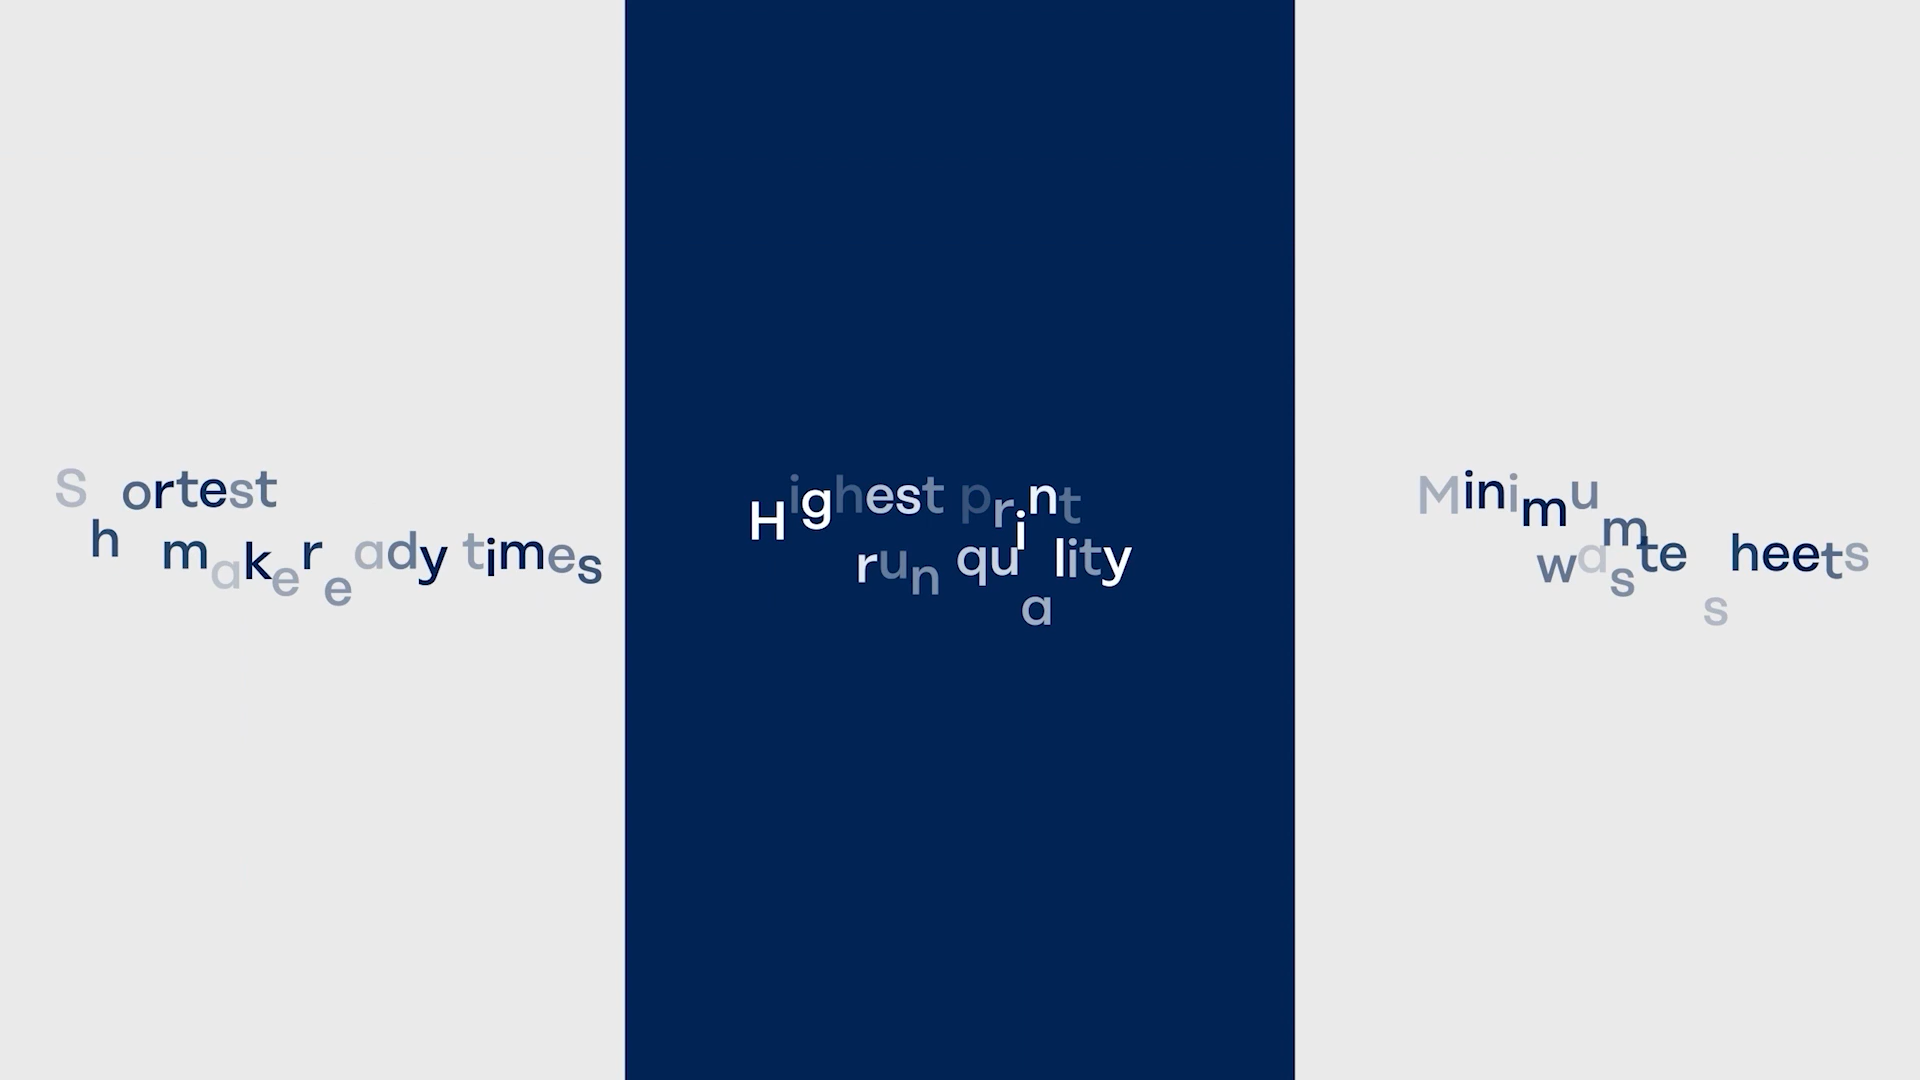 Shortest
makeready times
Highest print
run quality
Minimum
waste sheets